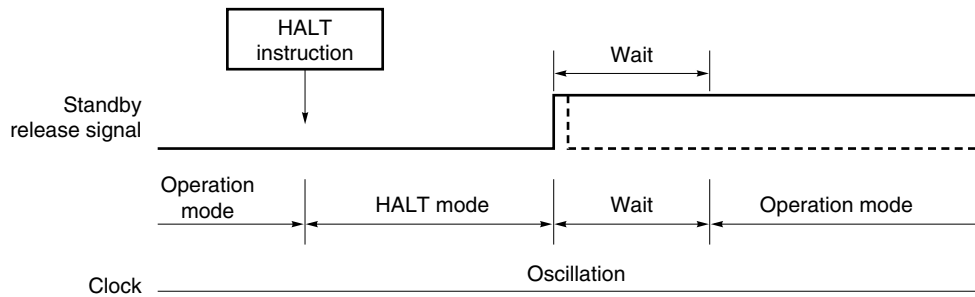 HALT
instruction
Wait
Standby
release signal
Operation
mode
HALT mode
Wait
Operation mode
Oscillation
Clock